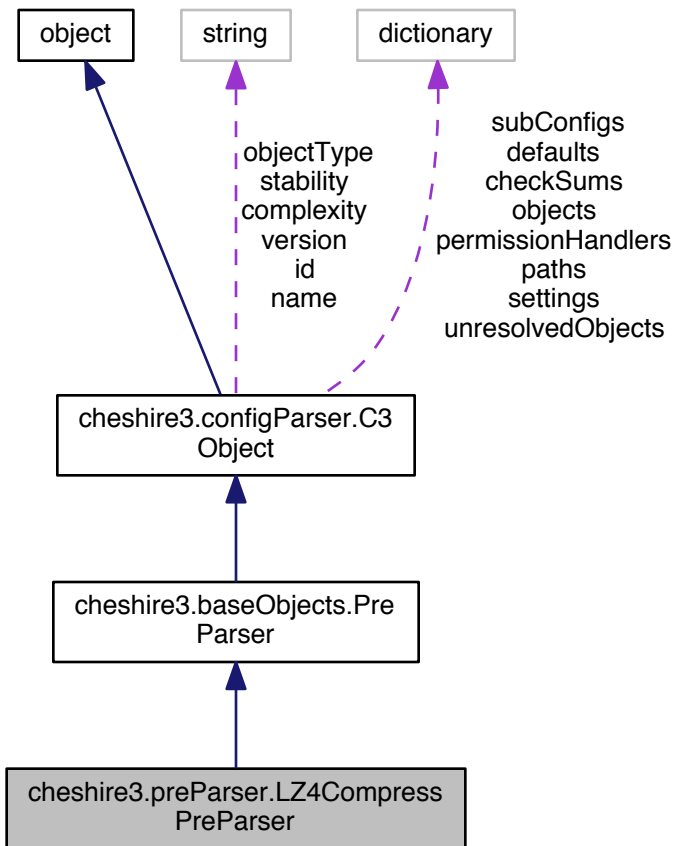 object
string
dictionary
objectType
stability
complexity
version
id
name
subConfigs
defaults
checkSums
objects
permissionHandlers
paths
settings
unresolvedObjects
cheshire3.configParser.C3
Object
cheshire3.baseObjects.Pre
Parser
cheshire3.preParser.LZ4Compress
PreParser